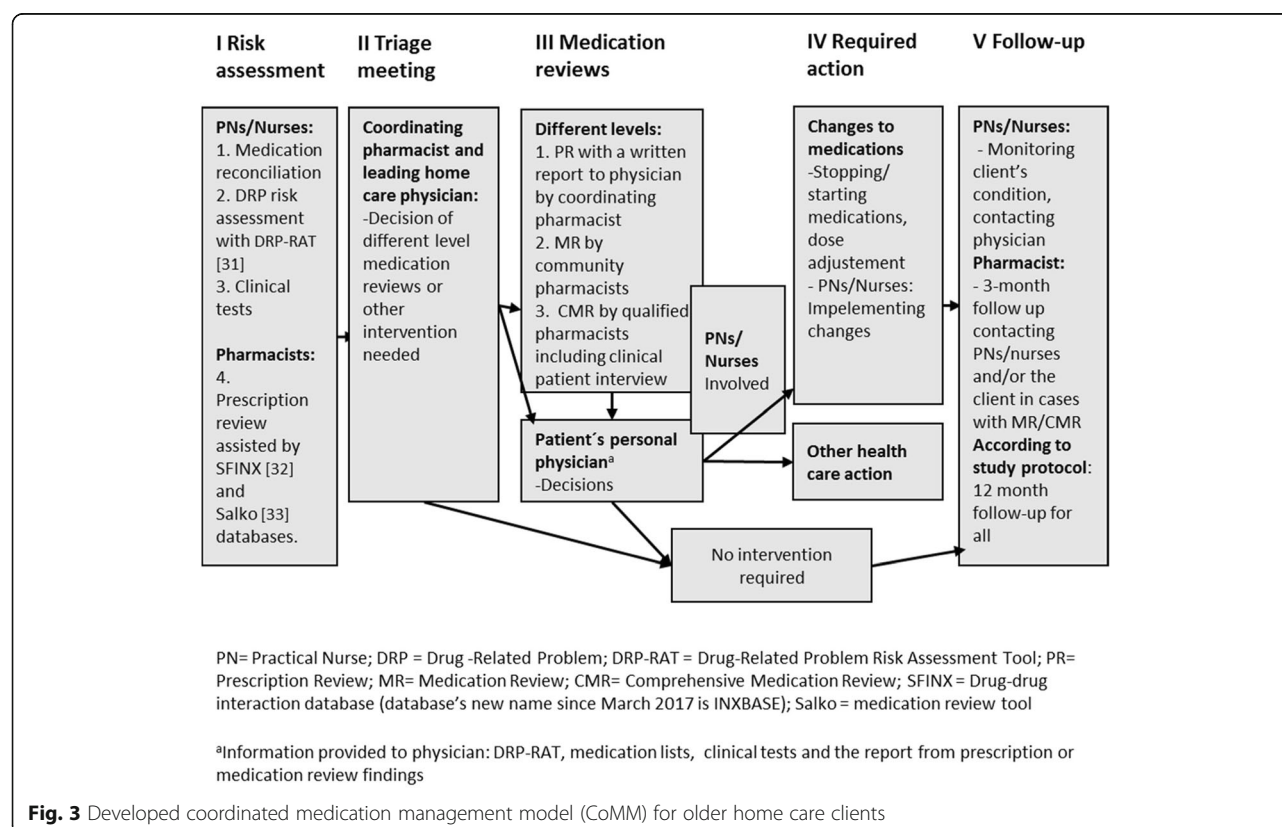 I Risk
assessment
II Triage
meeting
III Medication
reviews
IV Required
action
V Follow-up
PNs/Nurses:
1. Medication
reconciliation
2. DRP risk
assessment
with DRP-RAT
[31]
3. Clinical
tests
Pharmacists:
4.
Prescription
review
assisted by
SFINX [32]
and
Salko [33]
databases.
Coordinating
pharmacist and
leading home
care physician:
-Decision of
different level
medication
reviews or
other
intervention
needed
Different levels:
1. PR with a written
report to physician
by coordinating
pharmacist
2. MR by
community
pharmacists
3. CMR by qualified
pharmacists
including clinical
patient interview
PNs/
Nurses
Involved
Patient´s personal
physicianª
-Decisions
Changes to
medications
-Stopping/
starting
medications,
dose
adjustement
- PNs/Nurses:
Impelementing
changes
Other health
care action
No intervention
required
PNs/Nurses:
- Monitoring
client's
condition,
contacting
physician
Pharmacist:
- 3-month
follow up
contacting
PNs/nurses
and/or the
client in cases
with MR/CMR
According to
study protocol:
12 month
follow-up for
all
PN= Practical Nurse; DRP = Drug -Related Problem; DRP-RAT = Drug-Related Problem Risk Assessment Tool; PR=
Prescription Review; MR= Medication Review; CMR= Comprehensive Medication Review; SFINX = Drug-drug
interaction database (database's new name since March 2017 is INXBASE); Salko = medication review tool
ªInformation provided to physician: DRP-RAT, medication lists, clinical tests and the report from prescription or
medication review findings
Fig. 3 Developed coordinated medication management model (CoMM) for older home care clients